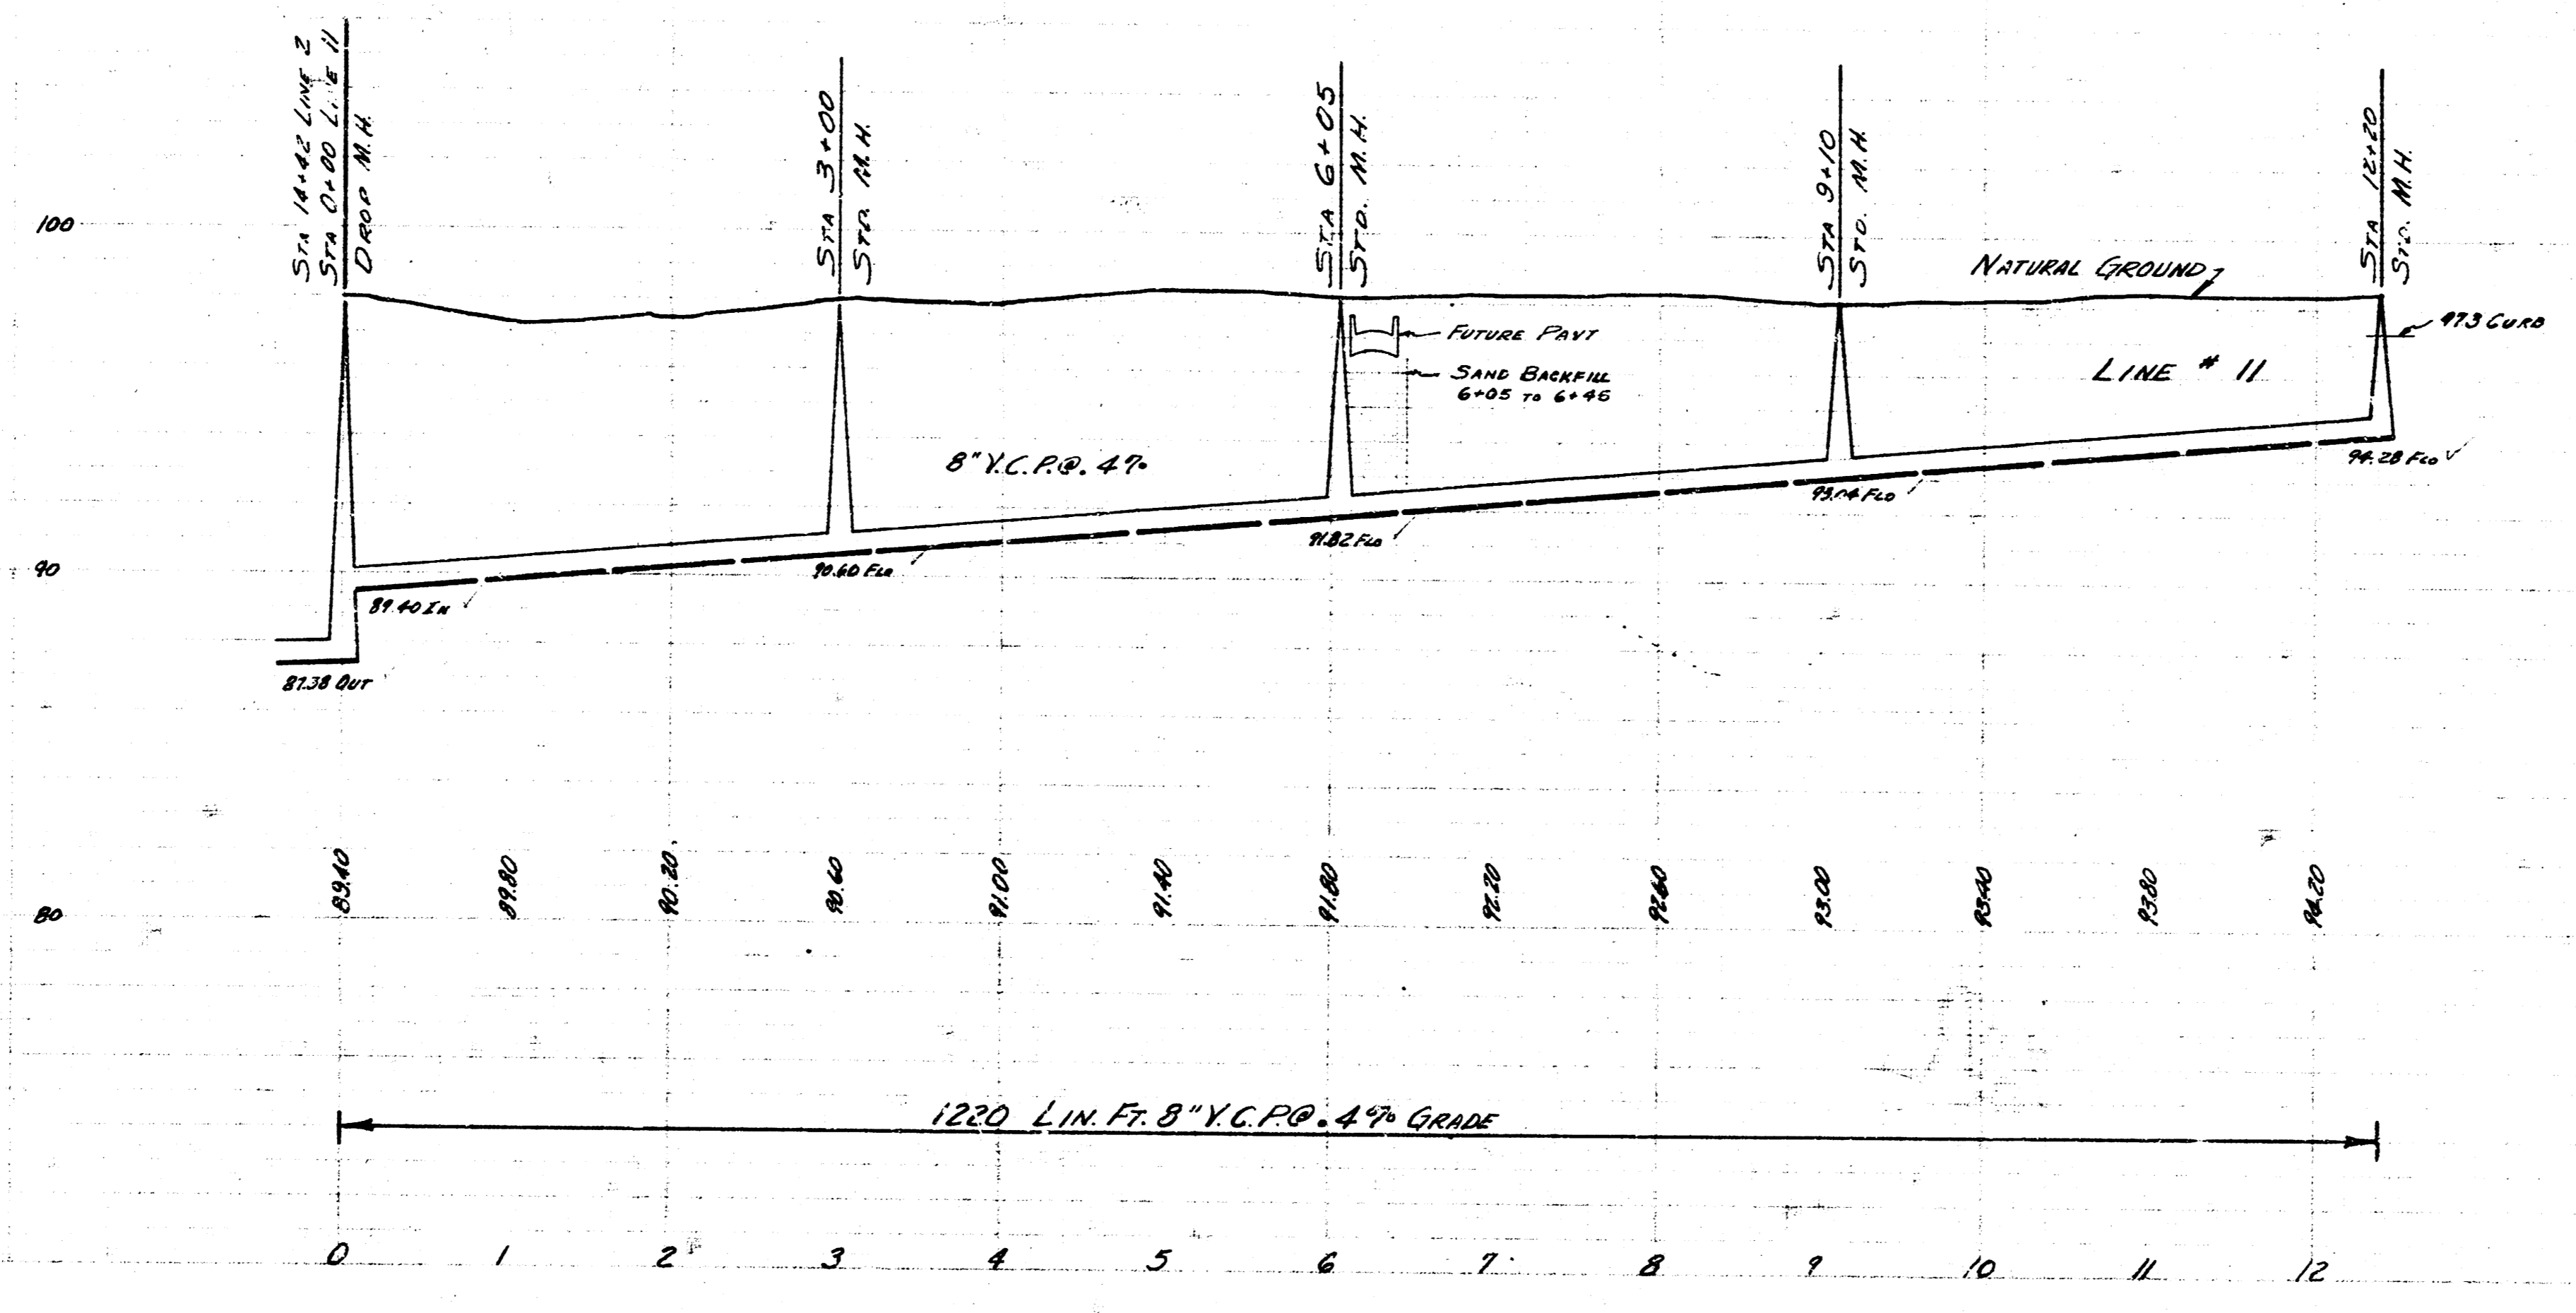 STA 14+42 LINE 2
STA 0+00 LINE 11
DROP M.H.
STA 3+00
STD. M.H.
STA 6+05
STD. M.H.
STA 9+10
STD. M.H.
STA 12+20
STD. M.H.
100
NATURAL GROUND
FUTURE PAVT
SAND BACKFILL
6+05 TO 6+45
97.3 CURB
LINE # 11
8" V.C.P.@ .4%
90
89.40 IN
90.60 FLO
91.82 FLO
93.04 FLO
94.28 FLO
87.38 OUT
80
89.40
89.80
90.20
90.60
91.00
91.40
91.80
92.20
92.60
93.00
93.40
93.80
94.20
1220 LIN. FT. 8" V.C.P.@ .4% GRADE
0 1 2 3 4 5 6 7 8 9 10 11 12